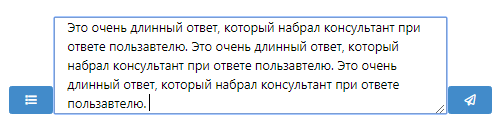 Это очень длинный ответ, который набрал консультант при
ответе пользавтелю. Это очень длинный ответ, который
набрал консультант при ответе пользавтелю. Это очень
длинный ответ, который набрал консультант при ответе
пользавтелю.